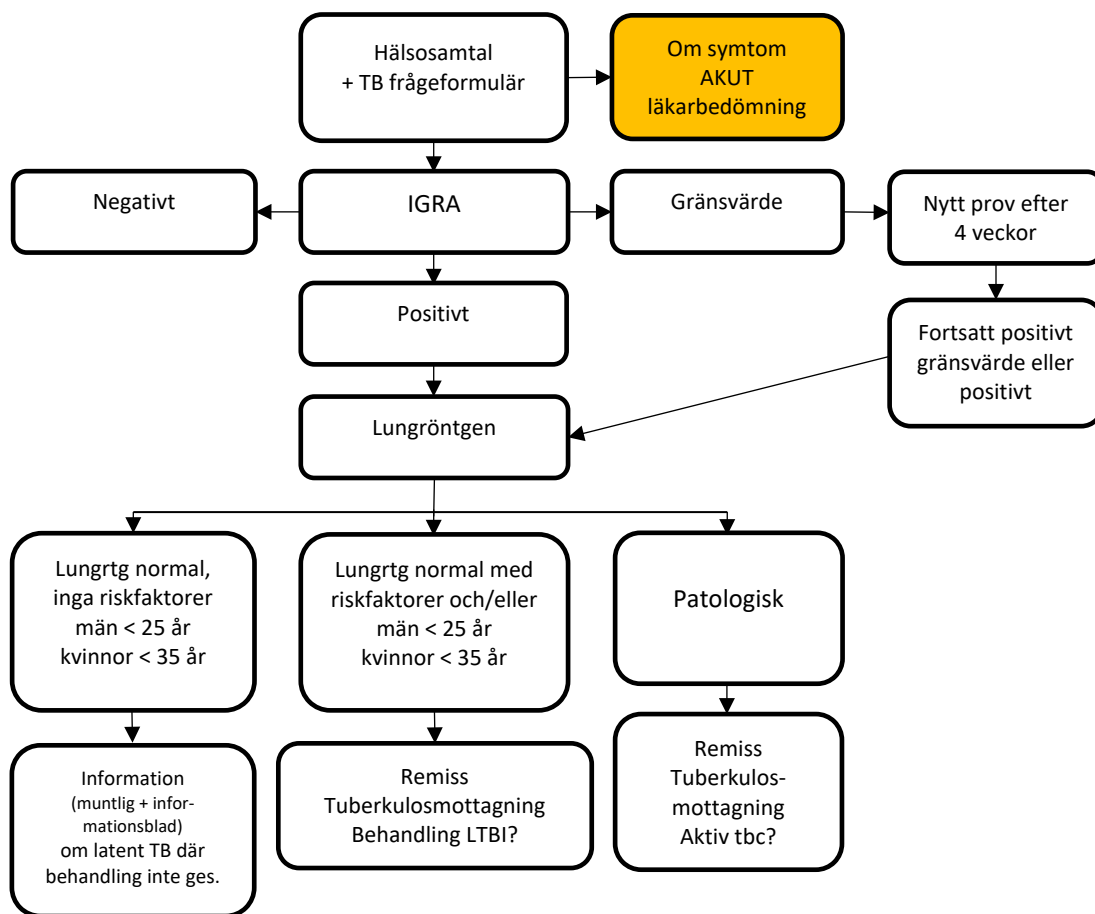 Hälsosamtal
+ TB frågeformulär
Om symtom
AKUT
läkarbedömning
Negativt
IGRA
Gränsvärde
Nytt prov efter
4 veckor
Positivt
Fortsatt positivt
gränsvärde eller
positivt
Lungröntgen
Lungrtg normal,
inga riskfaktorer
män < 25 år
kvinnor < 35 år
Lungrtg normal med
riskfaktorer och/eller
män < 25 år
kvinnor < 35 år
Patologisk
Information
(muntlig + infor-
mationsblad)
om latent TB där
behandling inte ges.
Remiss
Tuberkulosmottagning
Behandling LTBI?
Remiss
Tuberkulos-
mottagning
Aktiv tbc?